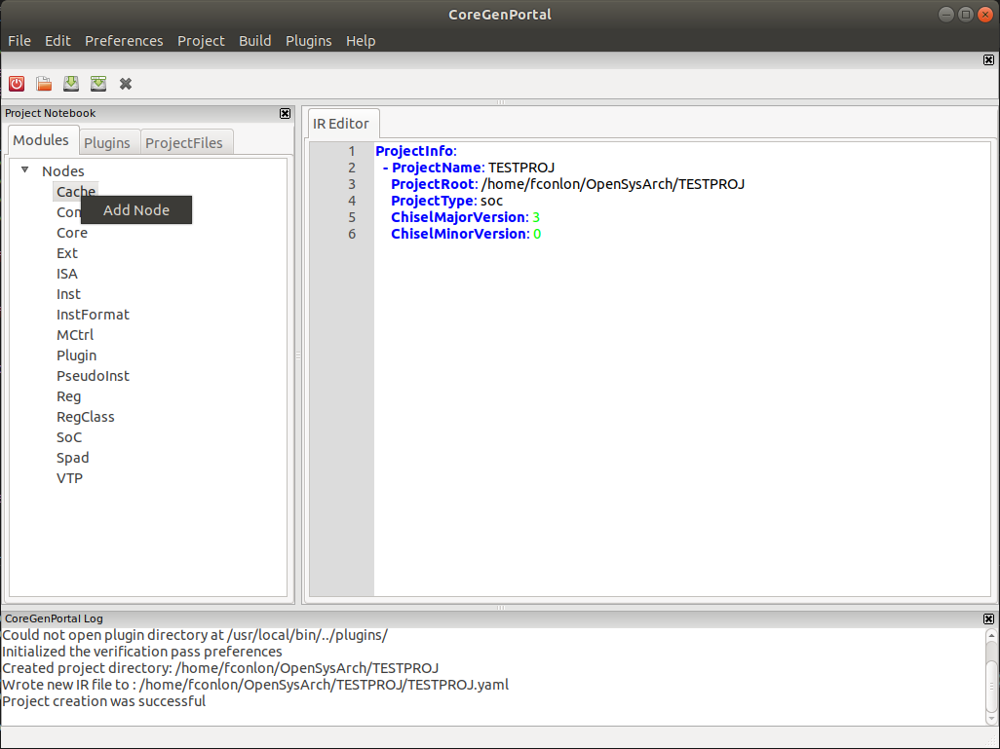 CoreGenPortal
File Edit Preferences Project Build Plugins Help
Project Notebook
Modules Plugins ProjectFiles
Nodes
Cache
Add Node
Core
Ext
ISA
Inst
InstFormat
MCtrl
Plugin
PseudoInst
Reg
RegClass
SoC
Spad
VTP
IR Editor
1 ProjectInfo:
2 - ProjectName: TESTPROJ
3 ProjectRoot: /home/fconlon/OpenSysArch/TESTPROJ
4 ProjectType: soc
5 ChiselMajorVersion: 3
6 ChiselMinorVersion: 0
CoreGenPortal Log
Could not open plugin directory at /usr/local/bin/../plugins/
Initialized the verification pass preferences
Created project directory: /home/fconlon/OpenSysArch/TESTPROJ
Wrote new IR file to : /home/fconlon/OpenSysArch/TESTPROJ/TESTPROJ.yaml
Project creation was successful